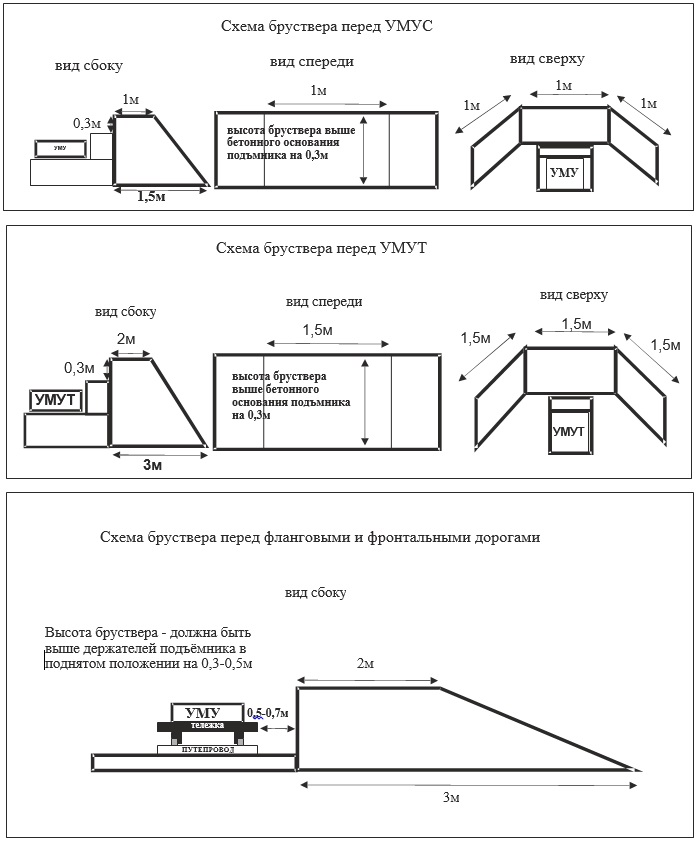 Схема бруствера перед УМУС
вид сбоку
вид спереди
вид сверху
1м
0,3м
УМУ
1,5м
1м
высота бруствера выше
бетонного основания
подъмника на 0,3м
1м
1м
1м
УМУ
Схема бруствера перед УМУТ
вид сбоку
вид спереди
вид сверху
2м
0,3м
УМУТ
3м
1,5м
высота бруствера
выше бетонного
основания подъмника
на 0,3м
1,5м
1,5м
1,5м
УМУТ
Схема бруствера перед фланговыми и фронтальными дорогами
вид сбоку
Высота бруствера - должна быть
выше держателей подъёмника в
поднятом положении на 0,3-0,5м
2м
УМУ
0,5-0,7м
ТЕЛЕЖКА
ПУТЕПРОВОД
3м